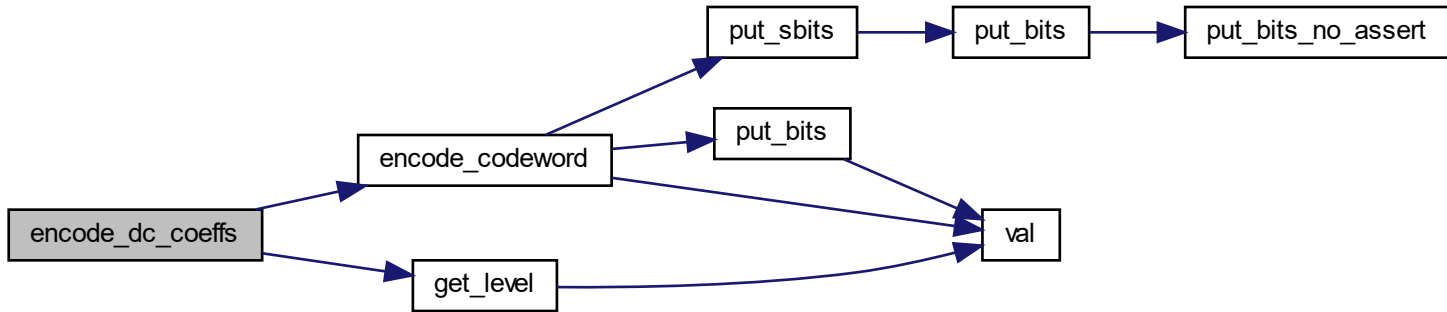 put_sbits
put_bits
put_bits_no_assert
put_bits
encode_codeword
encode_dc_coeffs
val
get_level